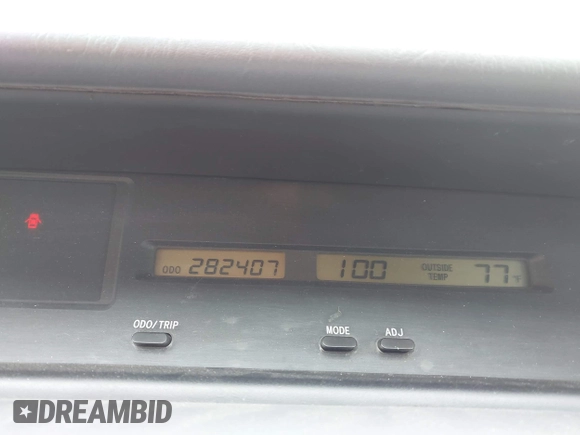 ODO 282407 100 OUTSIDE TEMP 77°F
ODO/TRIP MODE ADJ
DREAMBID